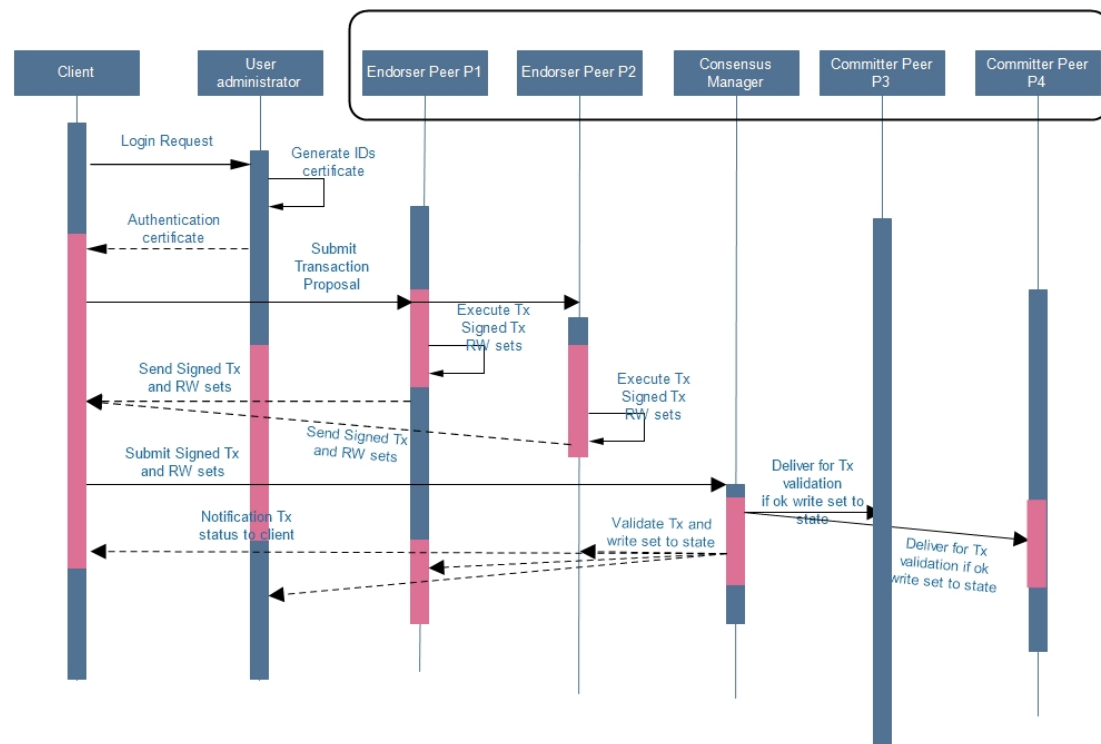 Client
User
administrator
Endorser Peer P1
Endorser Peer P2
Consensus
Manager
Committer Peer
P3
Committer Peer
P4
Login Request
Generate IDs
certificate
Authentication
certificate
Submit
Transaction
Proposal
Execute Tx
Signed Tx
RW sets
Send Signed Tx
and RW sets
Execute Tx
Signed Tx
RW sets
Send Signed Tx
and RW sets
Submit Signed Tx
and RW sets
Deliver for Tx
validation
if ok write set to
state
Notification Tx
status to client
Validate Tx and
write set to state
Deliver for Tx
validation if ok
write set to state